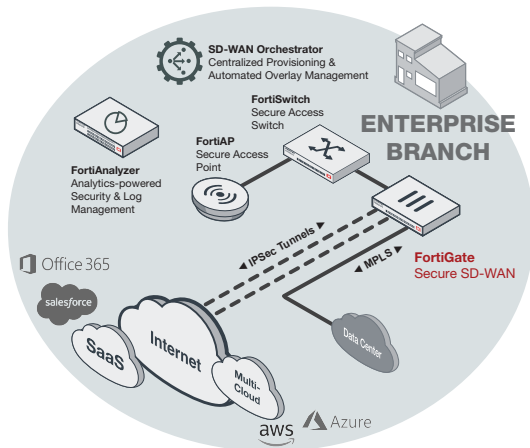 SD-WAN Orchestrator
Centralized Provisioning &
Automated Overlay Management
FortiSwitch
Secure Access
Switch
ENTERPRISE
BRANCH
FortiAP
Secure Access
Point
FortiAnalyzer
Analytics-powered
Security & Log
Management
IPSec Tunnels
MPLS
FortiGate
Secure SD-WAN
Office 365
salesforce
SaaS
Internet
Multi-
Cloud
Data Center
aws
Azure